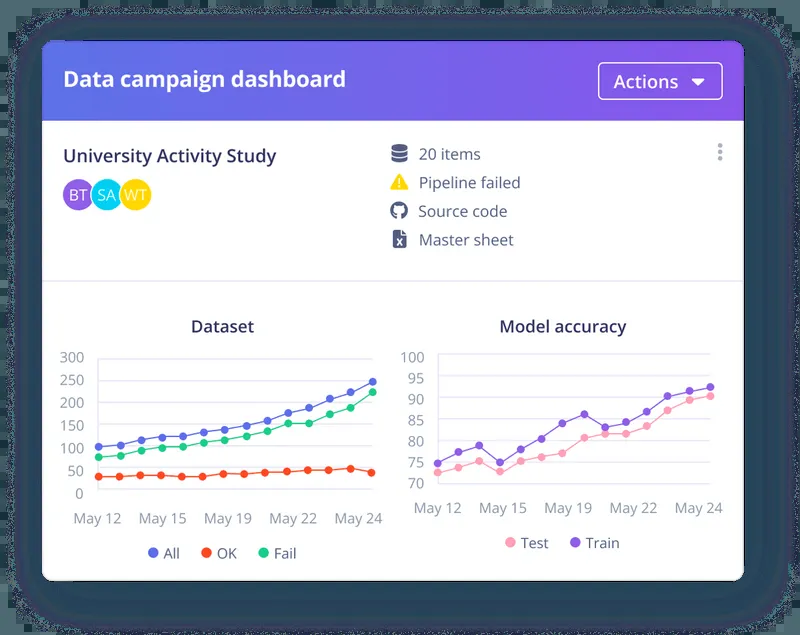 Data campaign dashboard
Actions
University Activity Study
BT SA WT
20 items
Pipeline failed
Source code
Master sheet
Dataset
300
250
200
150
100
50
0
May 12 May 15 May 19 May 22 May 24
All OK Fail
Model accuracy
100
95
90
85
80
75
70
May 12 May 15 May 19 May 22 May 24
Test Train